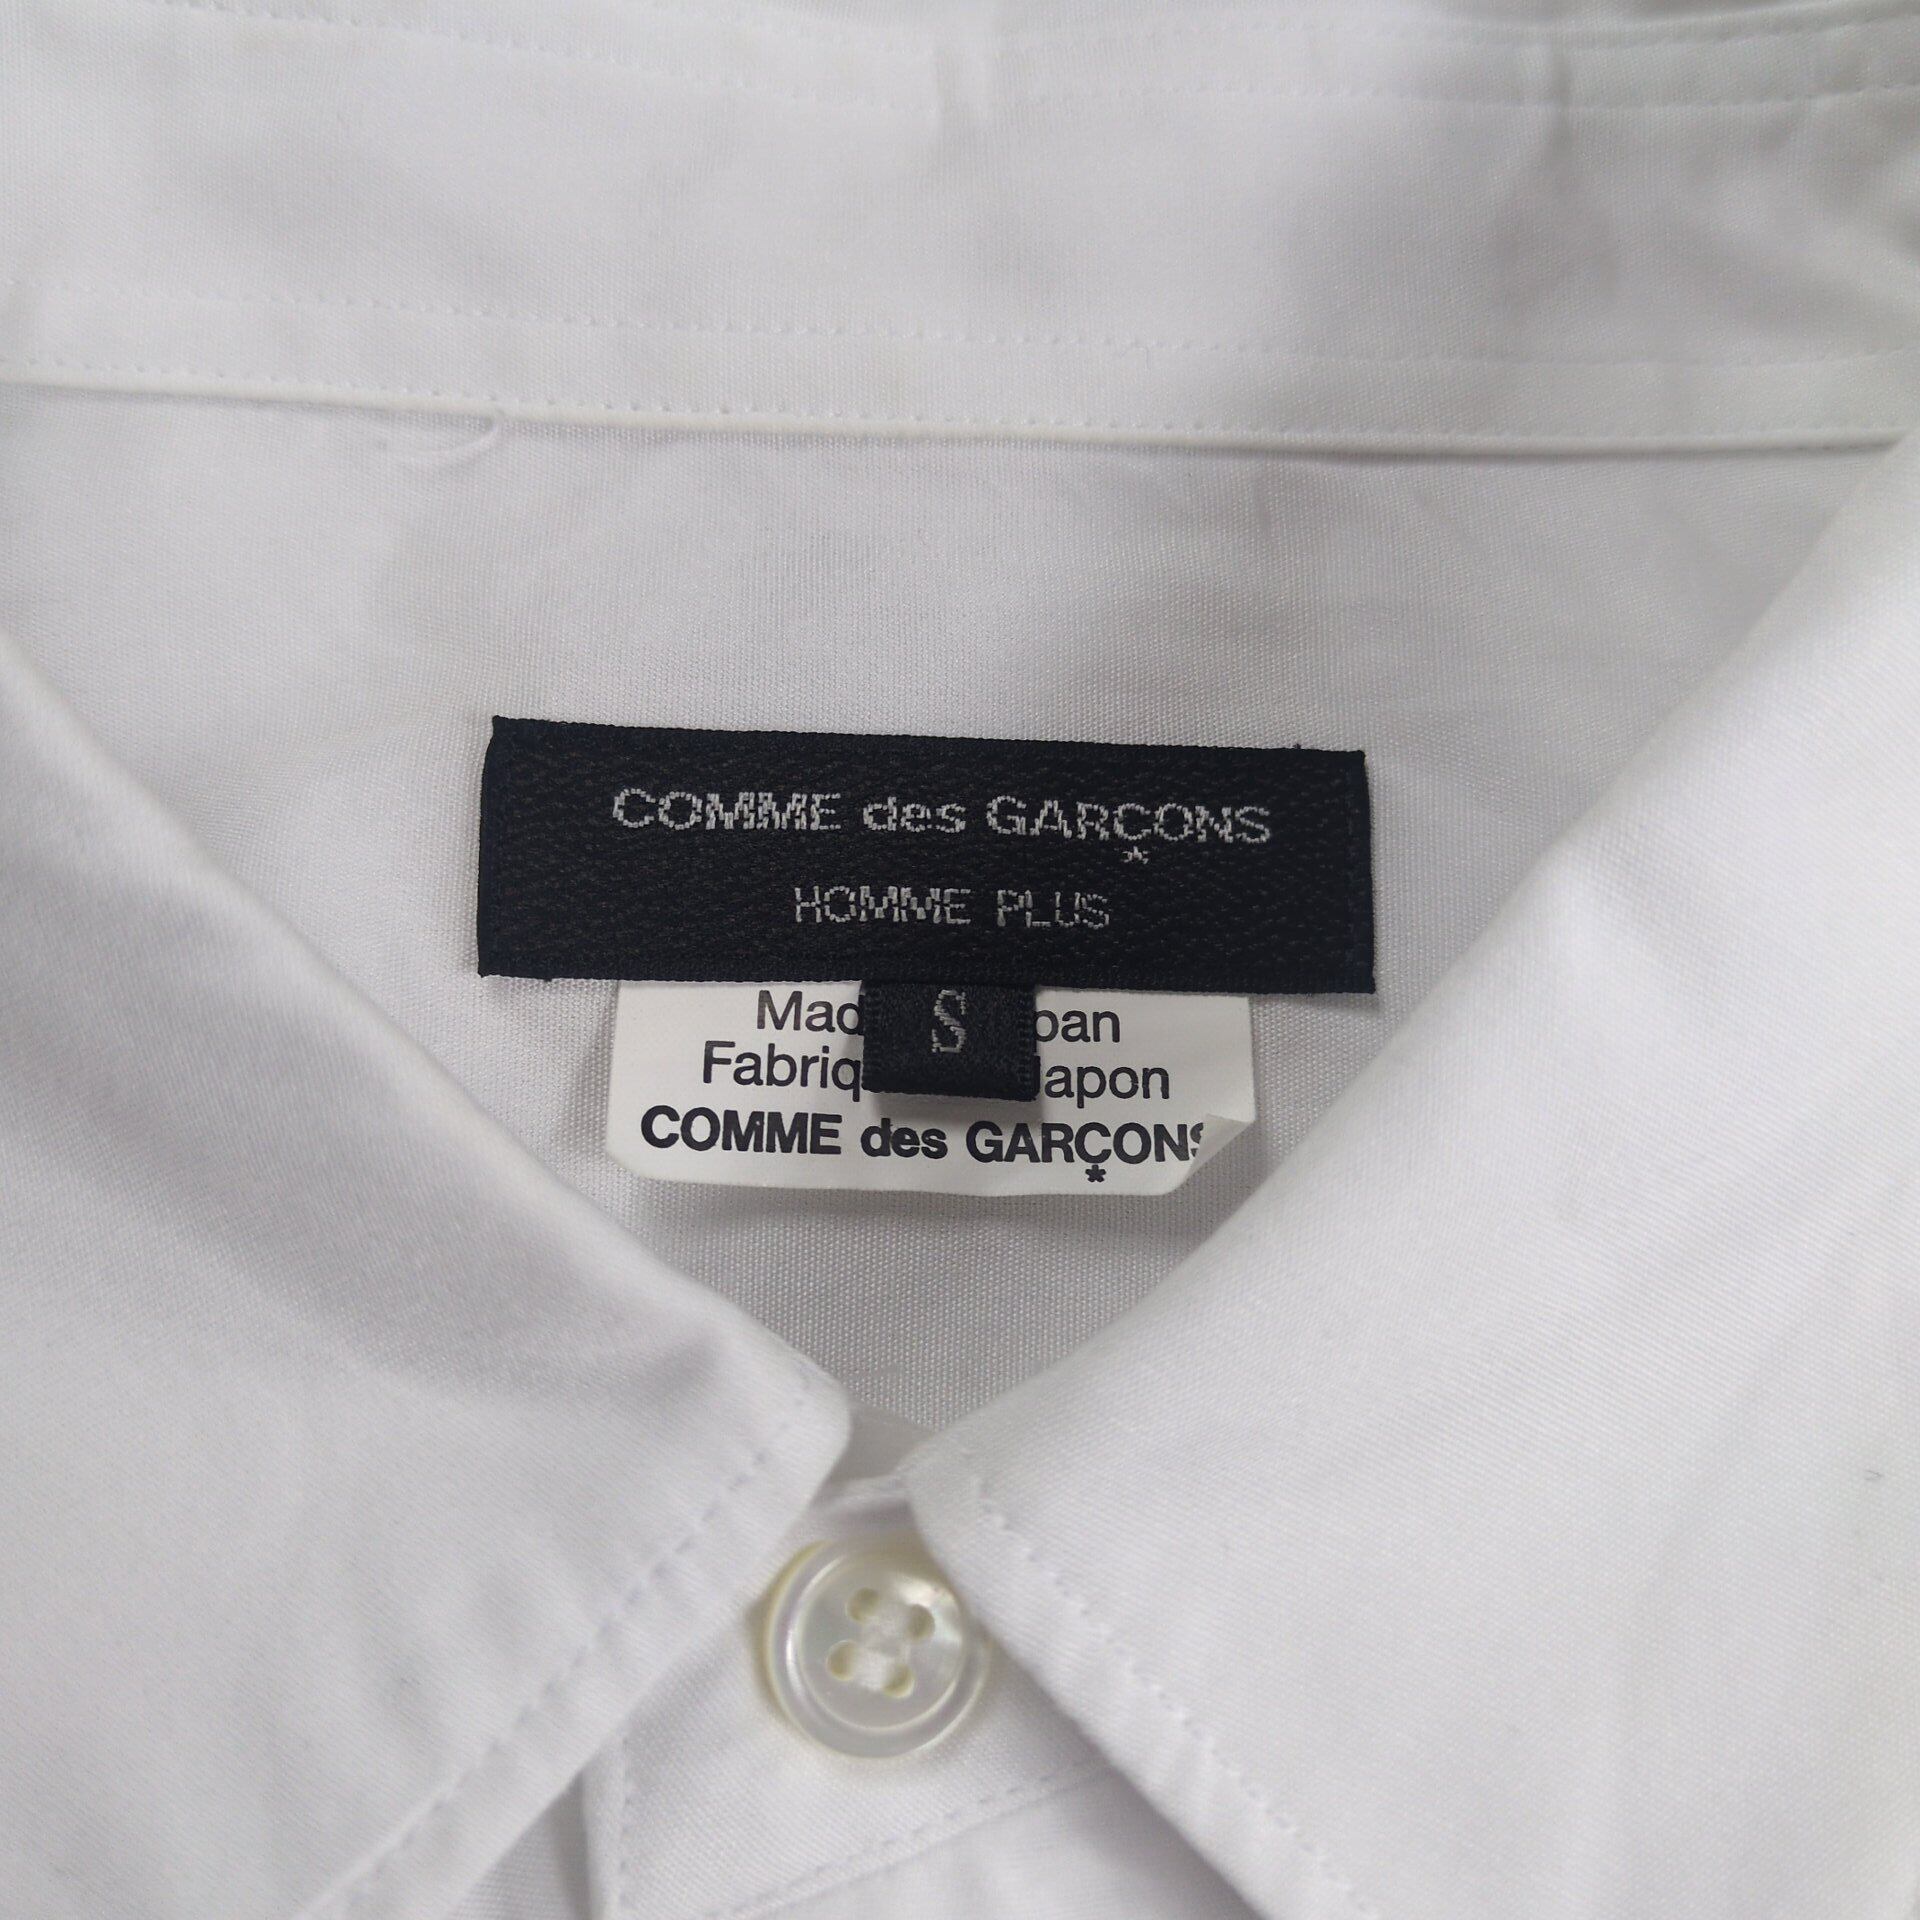 COMME des GARÇONS
HOMME PLUS
S
Mad pan
Fabriq Japon
COMME des GARÇONS